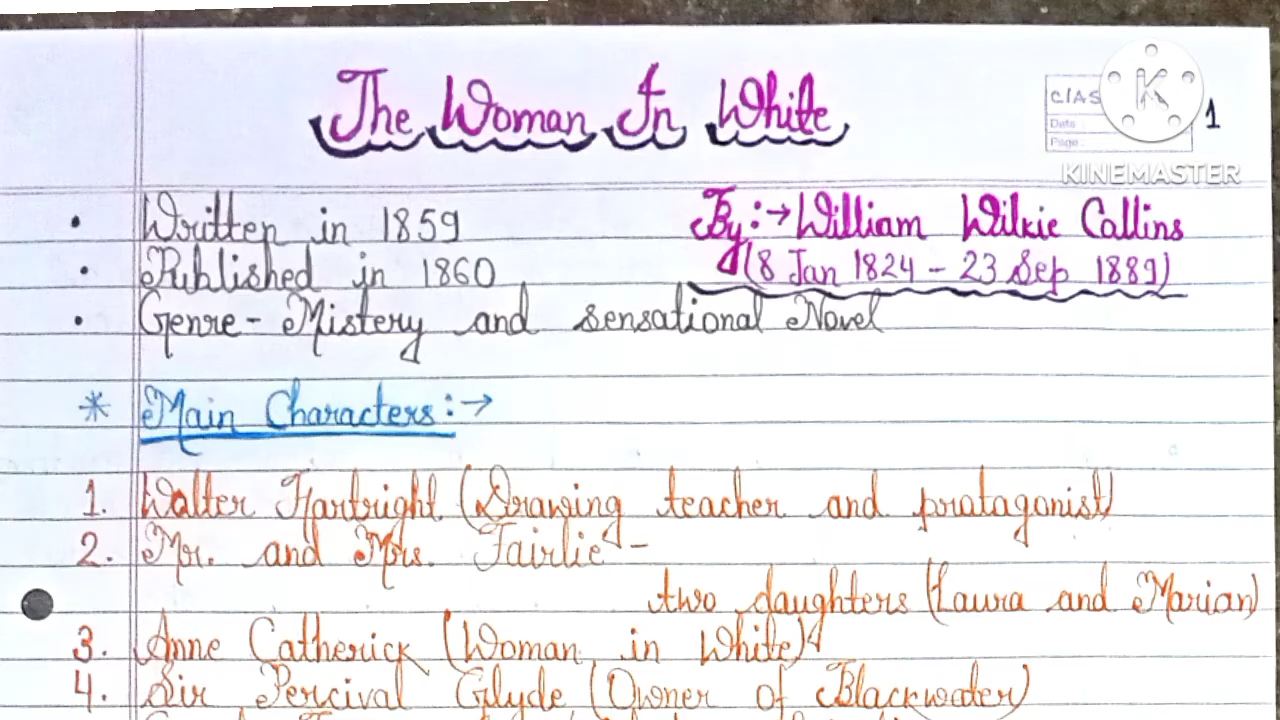 The Woman In White
CLAS
Date :
Page :
1
KINEMASTER
• Written in 1859
By:→ William Wilkie Collins
• Published in 1860
(8 Jan 1824 - 23 Sep 1889)
• Genre- Mistery and sensational Novel
* Main Characters:→
1. Walter Hartright (Drawing teacher and protagonist)
2. Mr. and Mrs. Fairlie -
two daughters (Laura and Marian)
3. Anne Catherick (Woman in White)
4. Sir Percival Glyde (Owner of Blackwater)